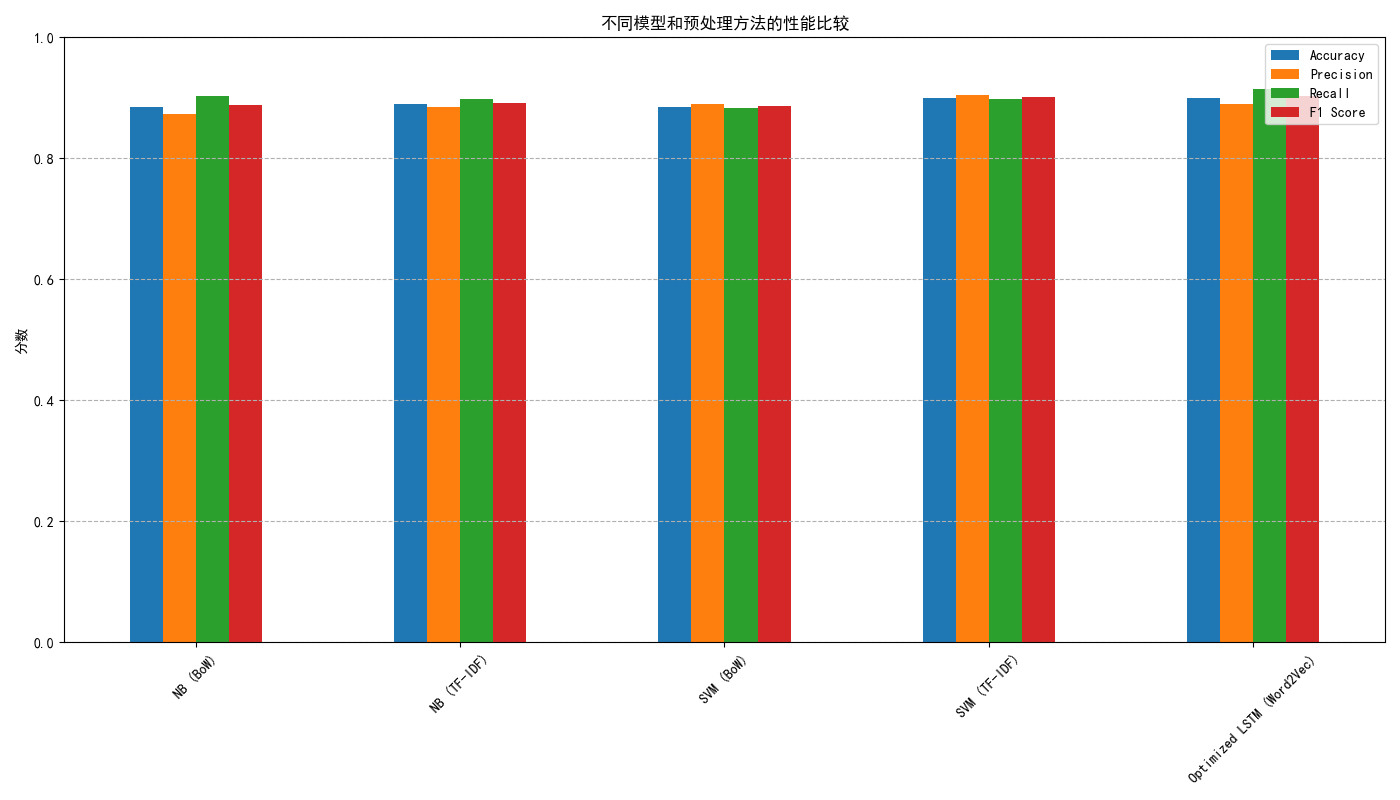 不同模型和预处理方法的性能比较
Accuracy
Precision
Recall
F1 Score
分数
1.0
0.8
0.6
0.4
0.2
0.0
NB (BoW)
NB (TF-IDF)
SVM (BoW)
SVM (TF-IDF)
Optimized LSTM (Word2Vec)